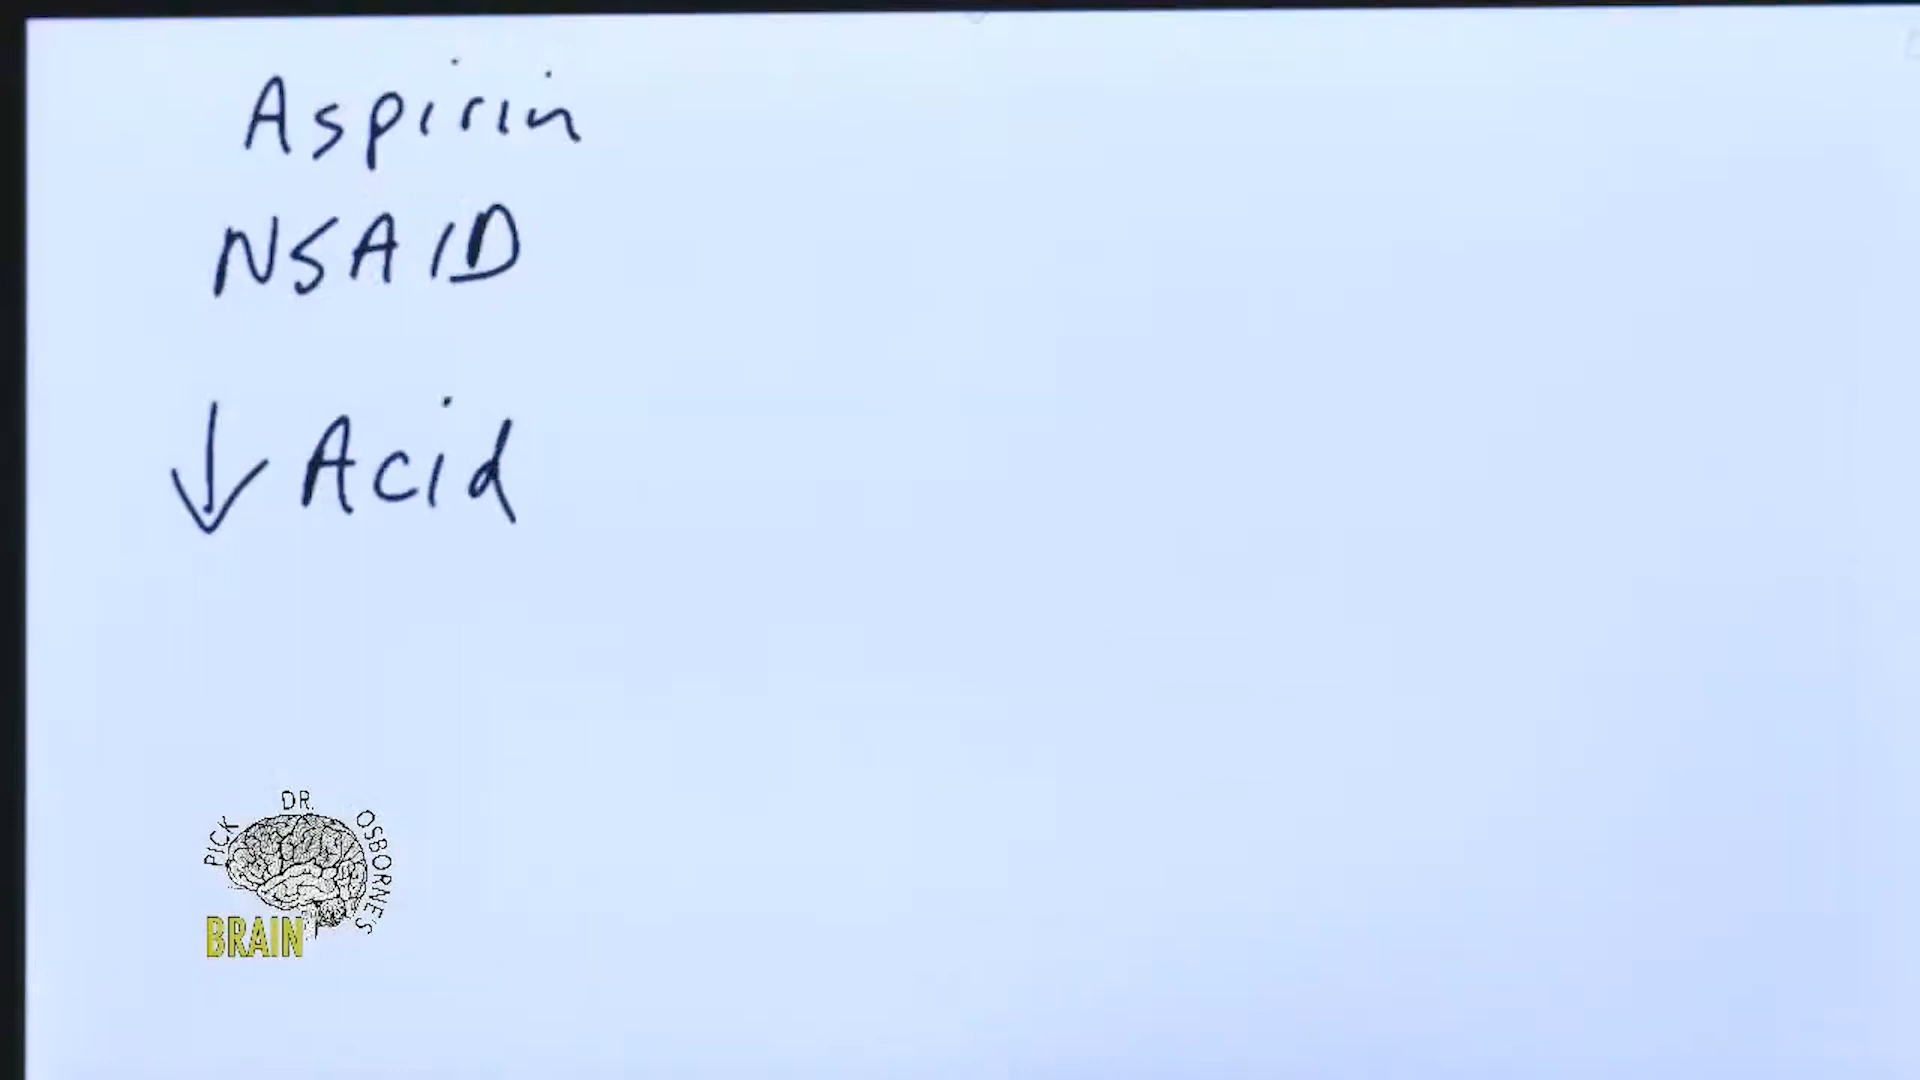 Aspirin
NSAID
↓ Acid
PICK DR. OSBORNE'S
BRAIN